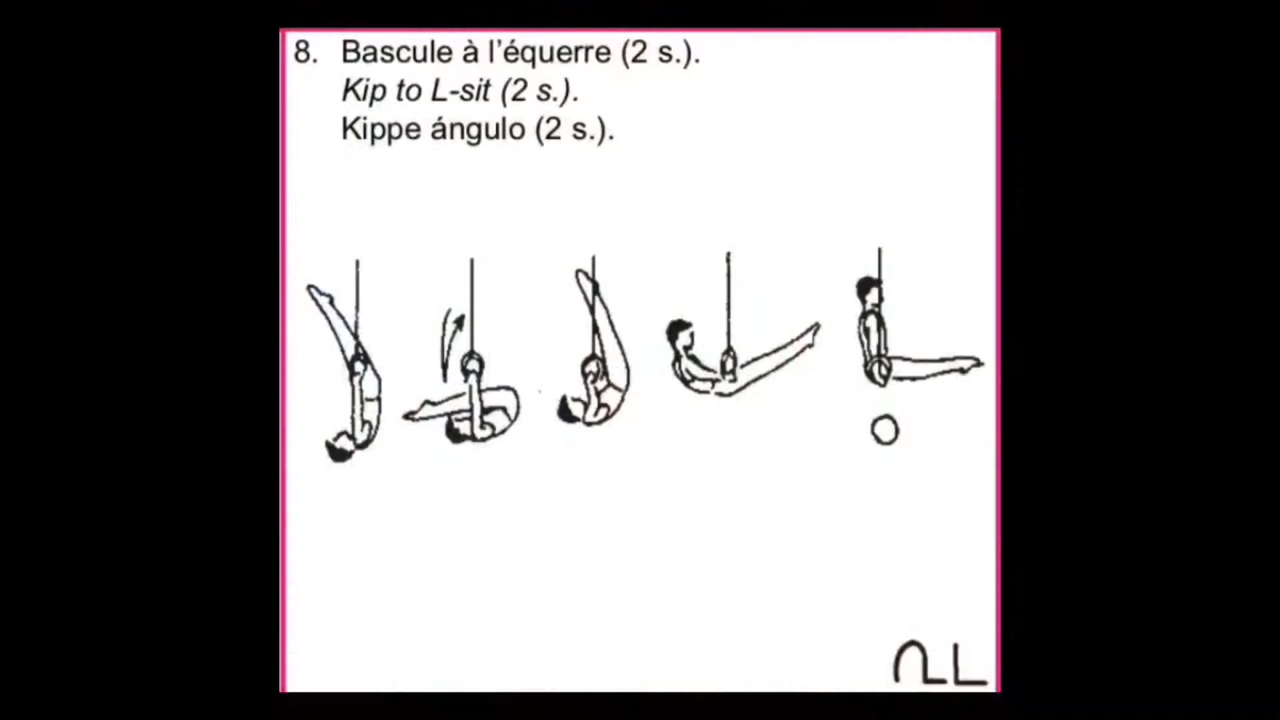 8. Bascule à l'équerre (2 s.).
Kip to L-sit (2 s.).
Kippe ángulo (2 s.).